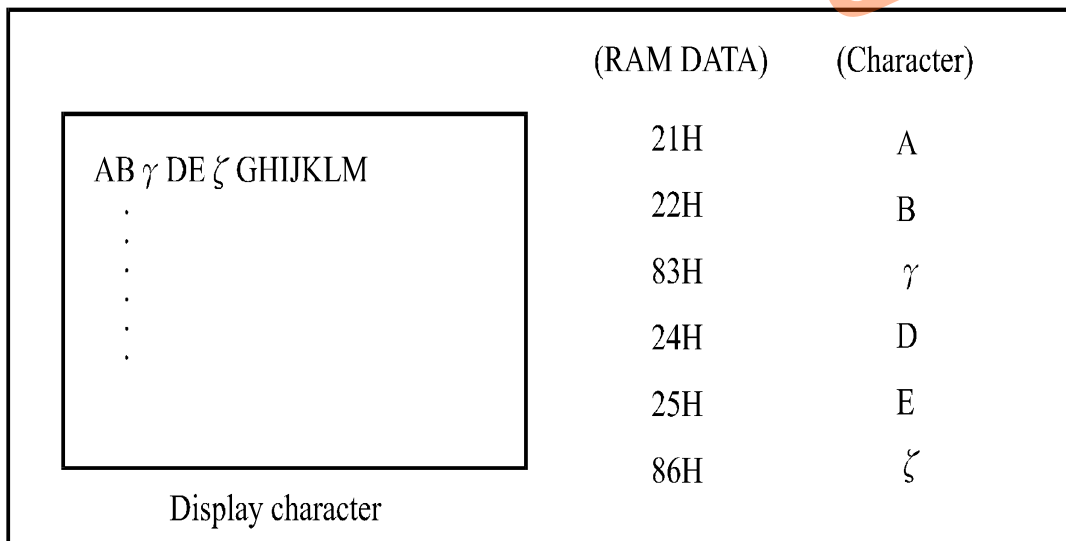 (RAM DATA) (Character)
AB γ DE ζ GHIJKLM
21H A
22H B
83H γ
24H D
25H E
86H ζ
Display character